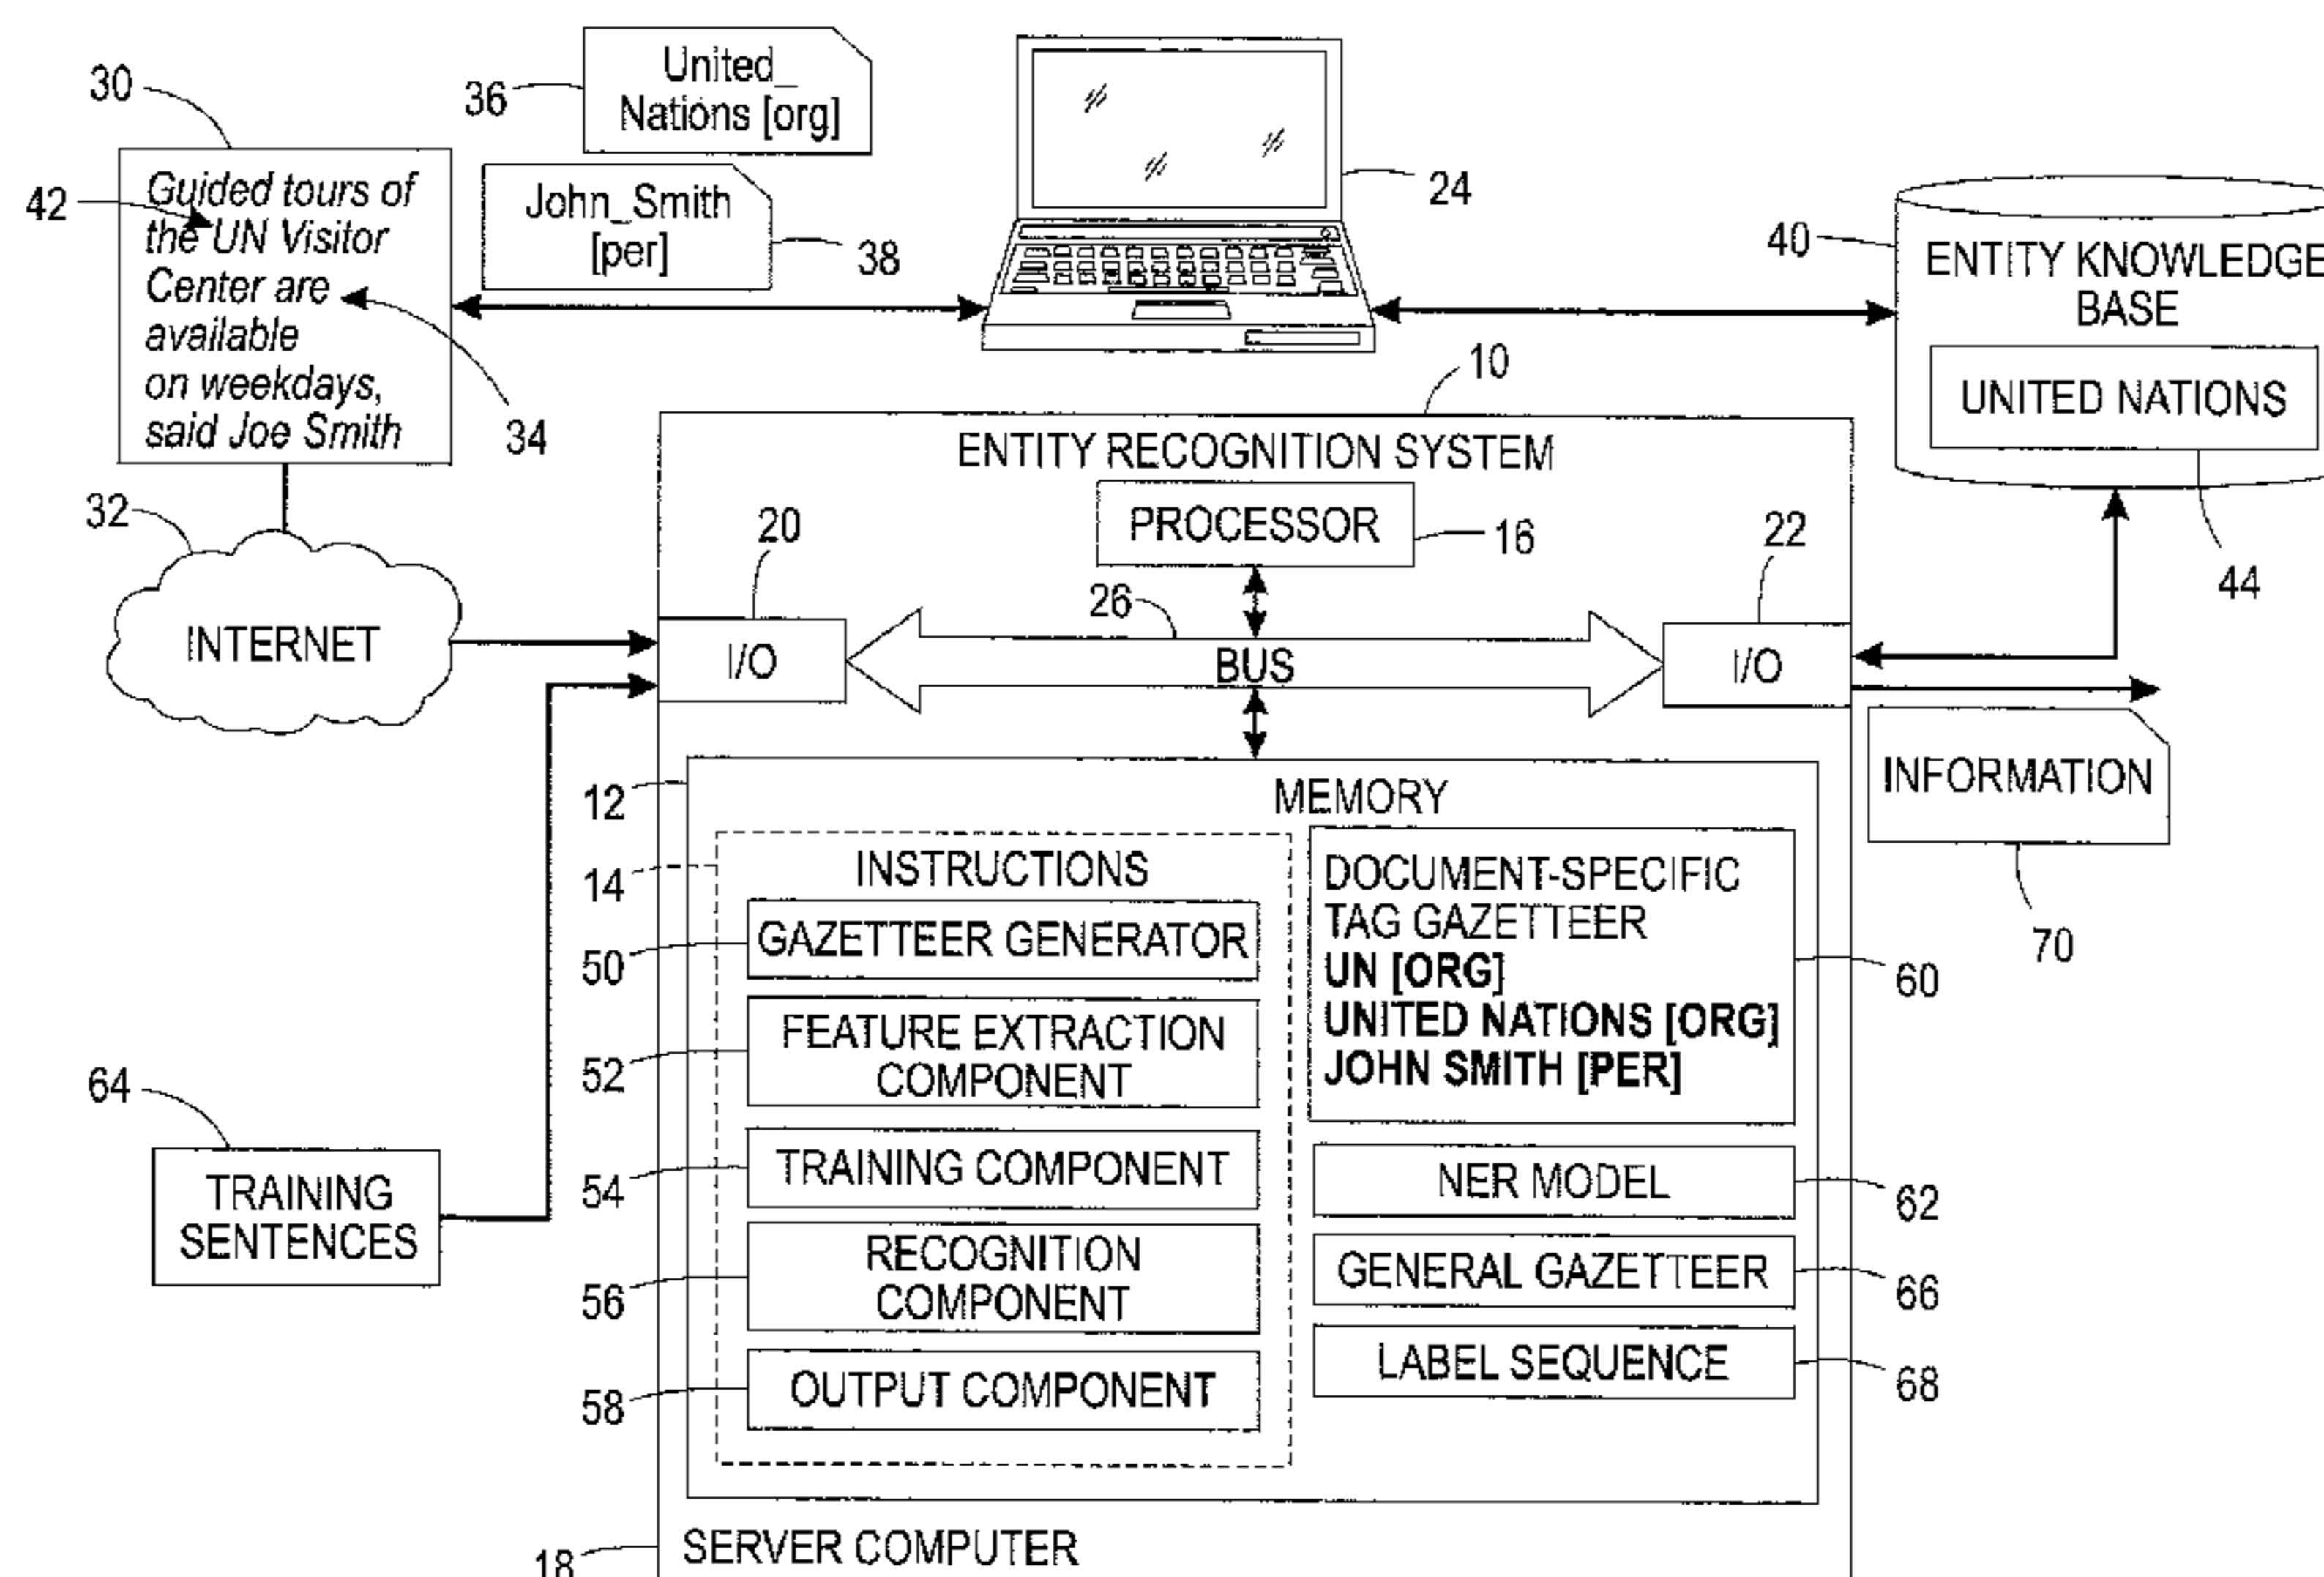 30
42
Guided tours of
the UN Visitor
Center are
available
on weekdays,
said Joe Smith
34
36
United_
Nations [org]
John_Smith
[per]
38
24
40
ENTITY KNOWLEDGE
BASE
UNITED NATIONS
44
10
ENTITY RECOGNITION SYSTEM
PROCESSOR
16
32
INTERNET
20
I/O
26
BUS
22
I/O
INFORMATION
70
12
MEMORY
14
INSTRUCTIONS
50
GAZETTEER GENERATOR
52
FEATURE EXTRACTION
COMPONENT
54
TRAINING COMPONENT
56
RECOGNITION
COMPONENT
58
OUTPUT COMPONENT
DOCUMENT-SPECIFIC
TAG GAZETTEER
UN [ORG]
UNITED NATIONS [ORG]
JOHN SMITH [PER]
60
NER MODEL
62
GENERAL GAZETTEER
66
LABEL SEQUENCE
68
64
TRAINING
SENTENCES
18
SERVER COMPUTER